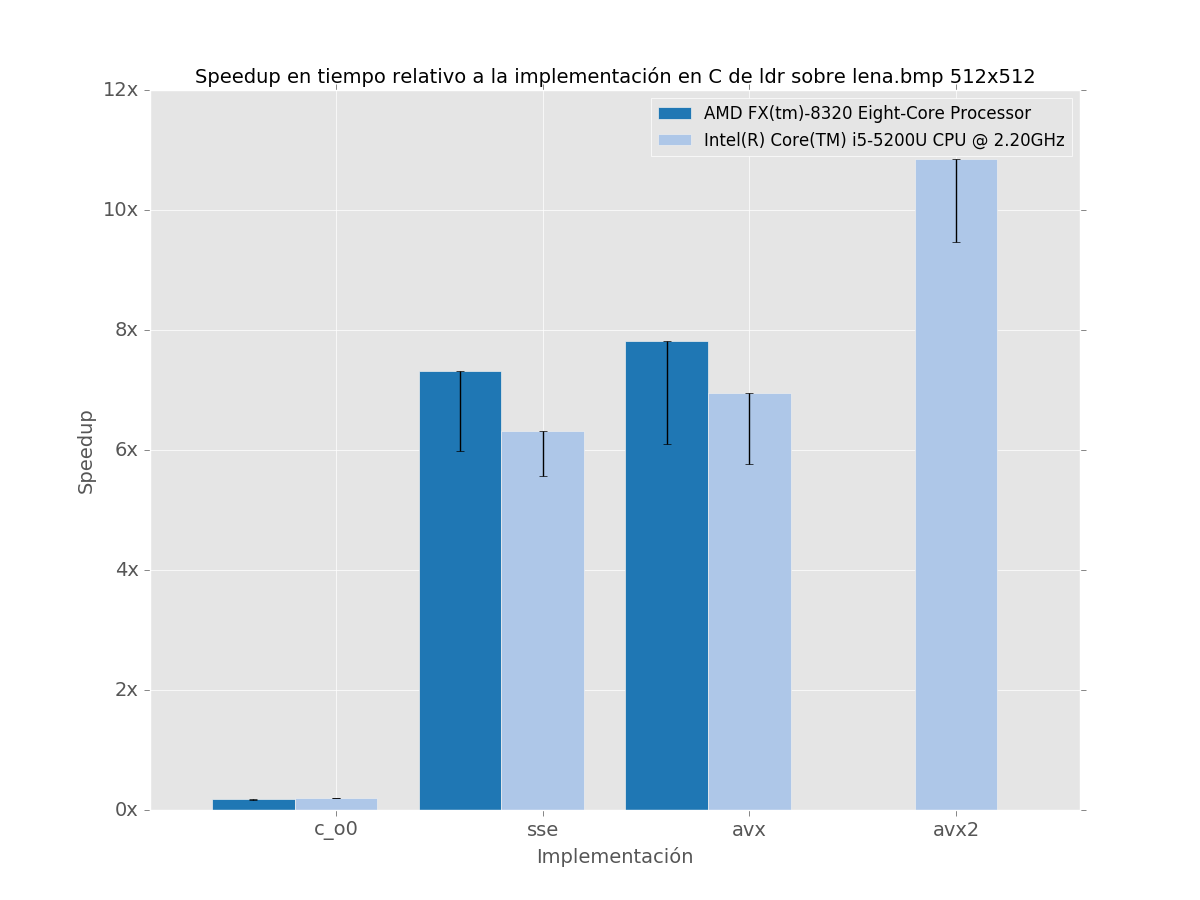 Speedup en tiempo relativo a la implementación en C de ldr sobre lena.bmp 512x512
12x
AMD FX(tm)-8320 Eight-Core Processor
Intel(R) Core(TM) i5-5200U CPU @ 2.20GHz
10x
8x
6x
4x
2x
0x
Speedup
c_o0
sse
avx
avx2
Implementación